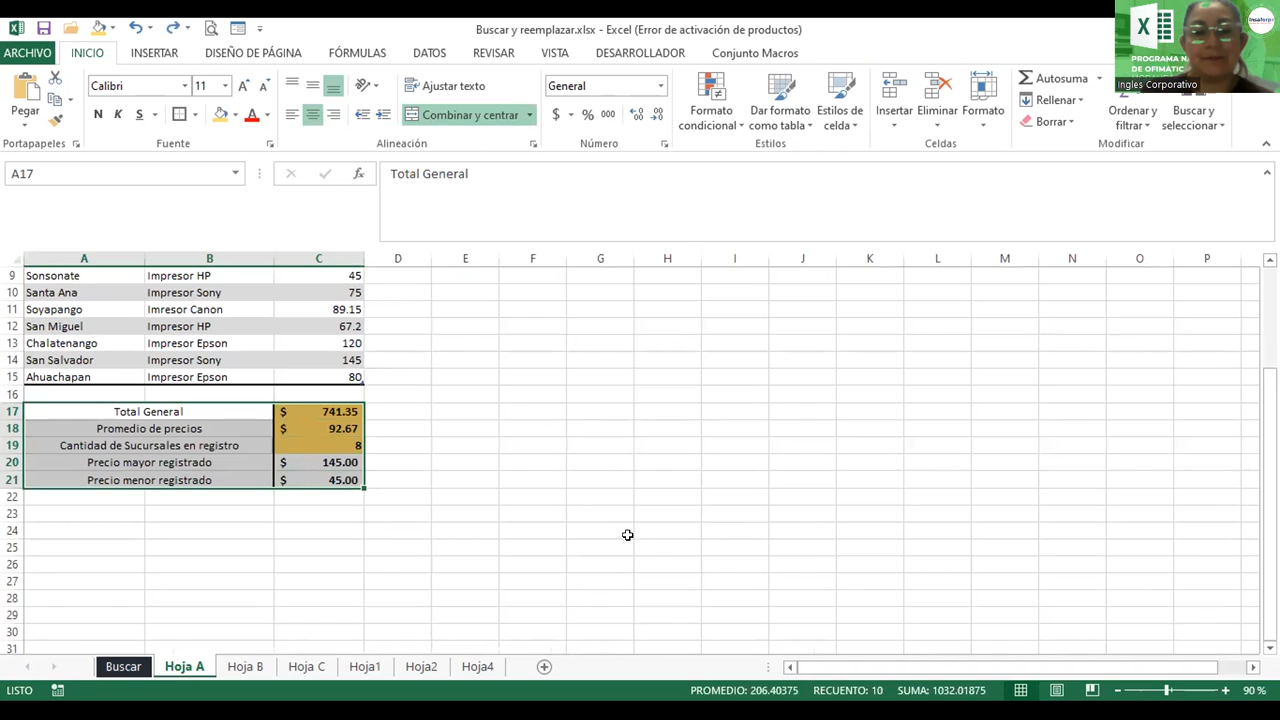 Buscar y reemplazar.xlsx - Excel (Error de activación de productos)
ARCHIVO INICIO INSERTAR DISEÑO DE PÁGINA FÓRMULAS DATOS REVISAR VISTA DESARROLLADOR Conjunto Macros
PROGRAMA N
DE OFIMÁTIC
Ingles Corporativo
Insaforp
Pegar
Calibri 11
N K S
Ajustar texto
Combinar y centrar
General
$ % 000
Formato condicional
Dar formato como tabla
Estilos de celda
Insertar
Eliminar
Formato
Autosuma
Rellenar
Borrar
Ordenar y filtrar
Buscar y seleccionar
Portapapeles Fuente Alineación Número Estilos Celdas Modificar
A17 fx Total General
A B C D E F G H I J K L M N O P
9 Sonsonate Impresor HP 45
10 Santa Ana Impresor Sony 75
11 Soyapango Imresor Canon 89.15
12 San Miguel Impresor HP 67.2
13 Chalatenango Impresor Epson 120
14 San Salvador Impresor Sony 145
15 Ahuachapan Impresor Epson 80
16
17 Total General $ 741.35
18 Promedio de precios $ 92.67
19 Cantidad de Sucursales en registro 8
20 Precio mayor registrado $ 145.00
21 Precio menor registrado $ 45.00
22
23
24
25
26
27
28
29
30
31
Buscar Hoja A Hoja B Hoja C Hoja1 Hoja2 Hoja4
LISTO PROMEDIO: 206.40375 RECUENTO: 10 SUMA: 1032.01875 90 %